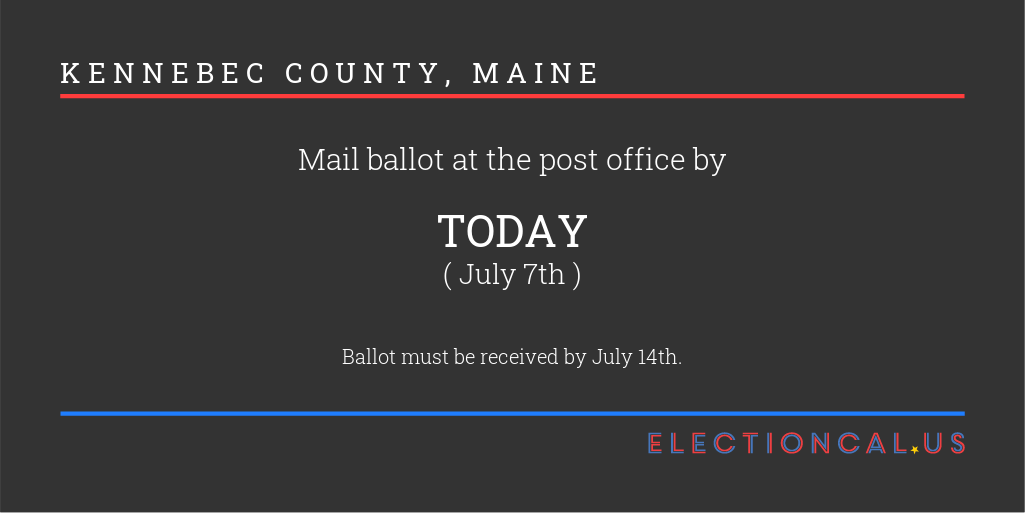 KENNEBEC COUNTY, MAINE
Mail ballot at the post office by
TODAY
( July 7th )
Ballot must be received by July 14th.
ELECTIONCAL.US